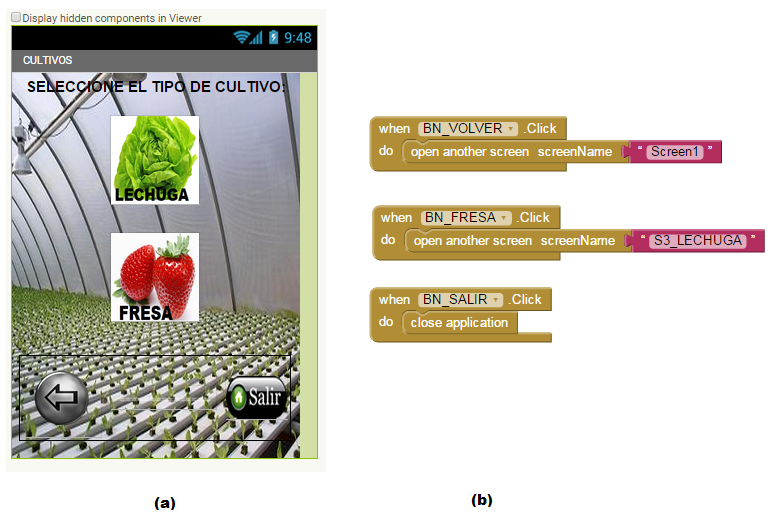 Display hidden components in Viewer
9:48
CULTIVOS
SELECCIONE EL TIPO DE CULTIVO:
LECHUGA
FRESA
Salir
(a)
when BN_VOLVER .Click
do open another screen screenName " Screen1 "
when BN_FRESA .Click
do open another screen screenName " S3_LECHUGA "
when BN_SALIR .Click
do close application
(b)